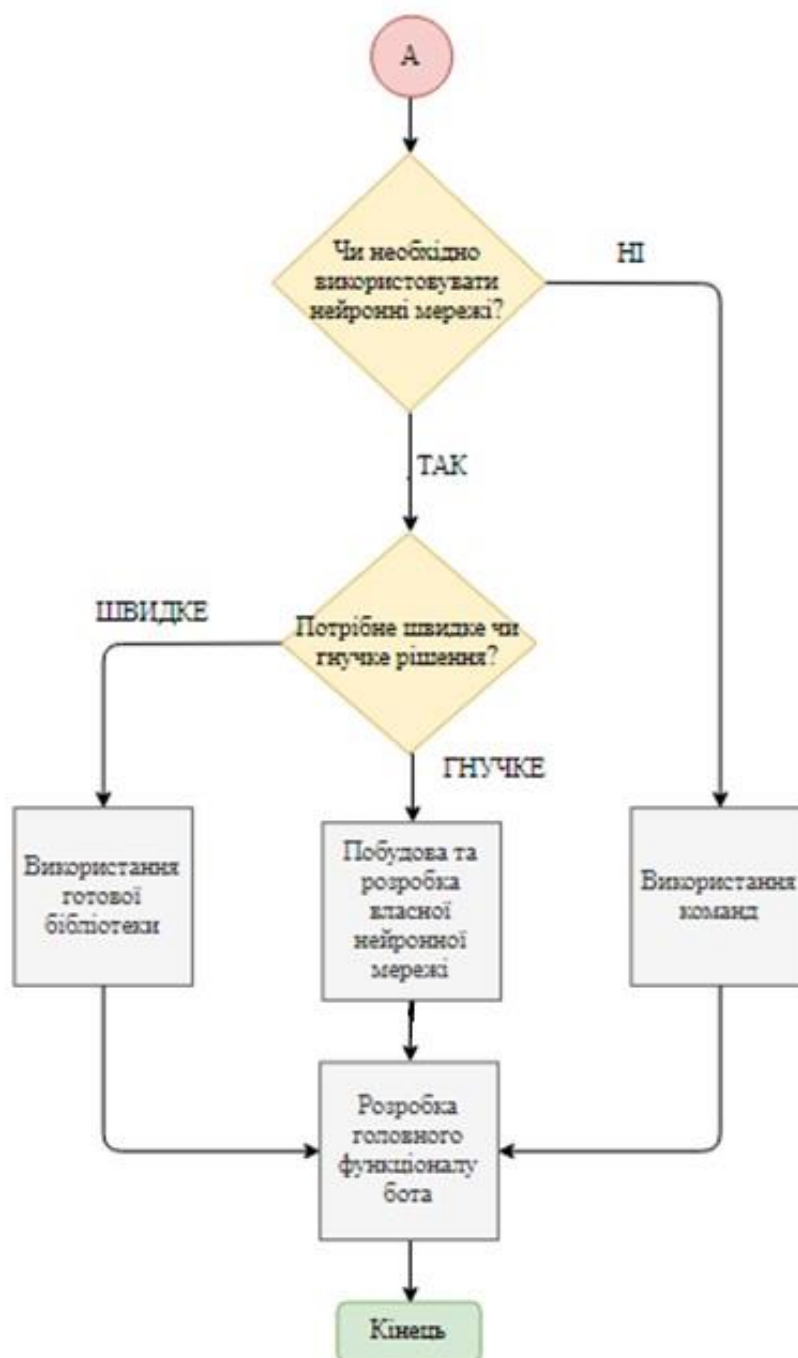 А
Чи необхідно
використовувати
нейронні мережі?
НІ
ТАК
ШВИДКЕ
Потрібне швидке чи
гнучке рішення?
ГНУЧКЕ
Використання
готової
бібліотеки
Побудова та
розробка
власної
нейронної
мережі
Використання
команд
Розробка
головного
функціоналу
бота
Кінець